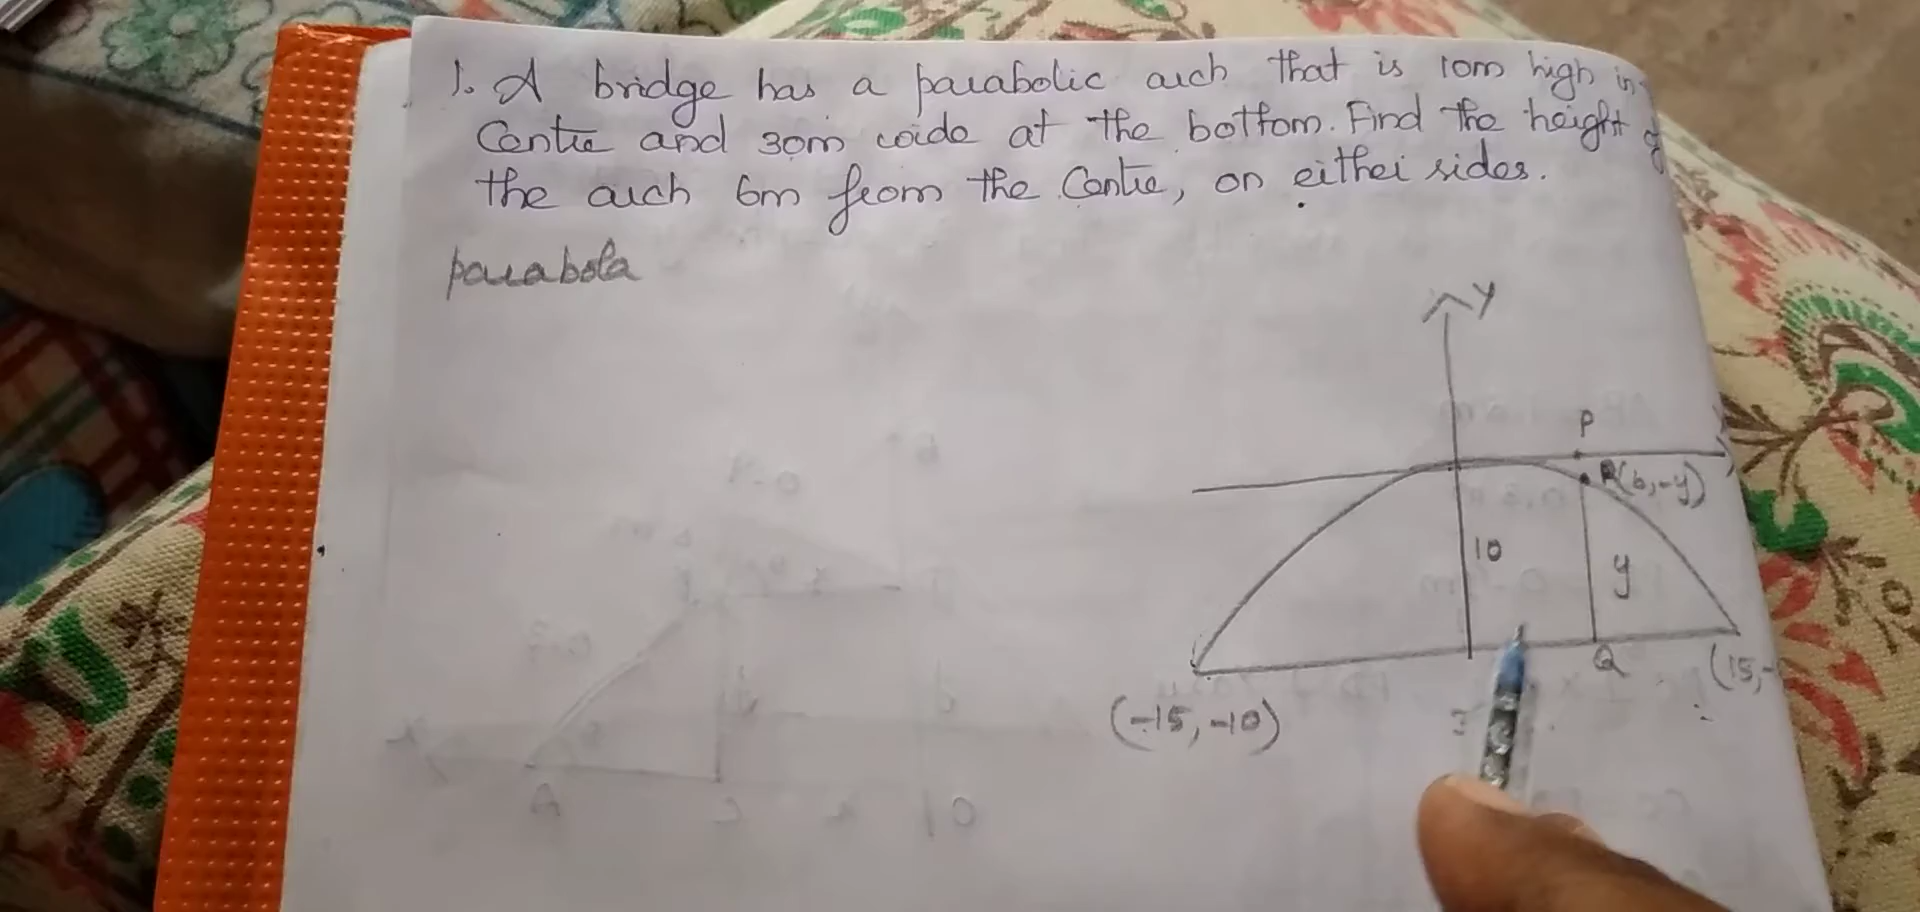 1. A bridge has a parabolic arch that is 10m high in
Centre and 30m wide at the bottom. Find the height of
the arch 6m from the Centre, on either sides.
parabola
y
P
R(6,-y)
10
y
Q
(15,-
(-15, -10)